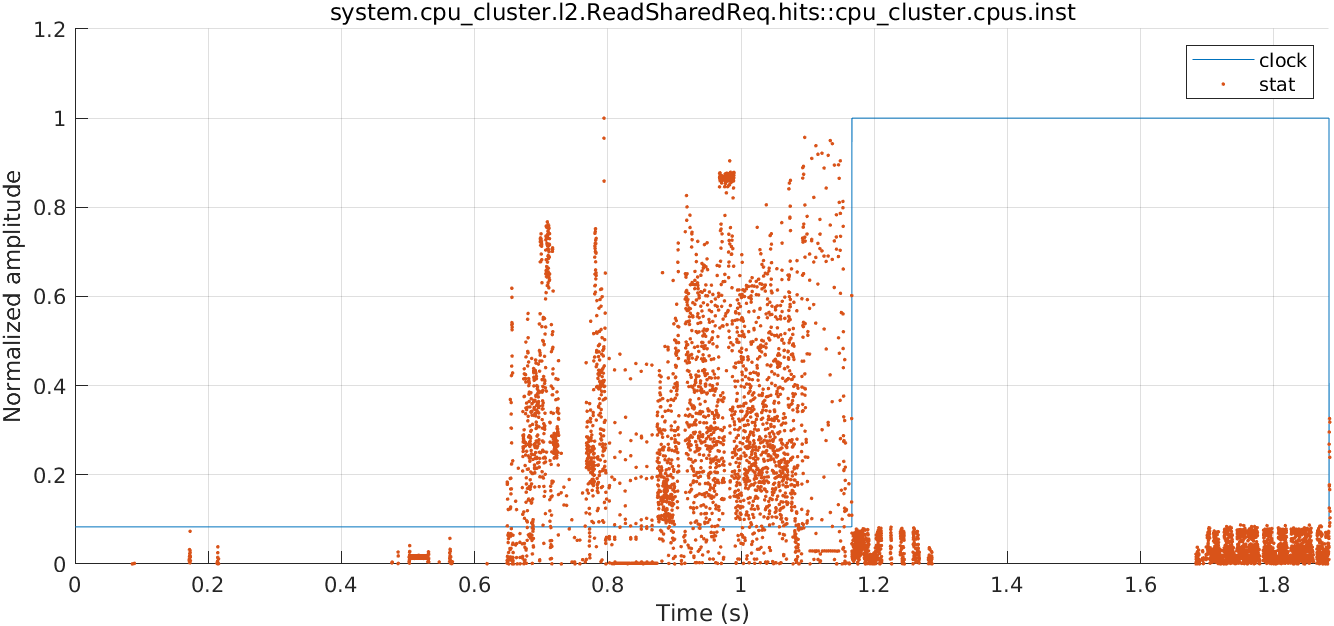 system.cpu_cluster.l2.ReadSharedReq.hits::cpu_cluster.cpus.inst
1.2
clock
stat
1
0.8
0.6
0.4
0.2
0
Normalized amplitude
0 0.2 0.4 0.6 0.8 1 1.2 1.4 1.6 1.8
Time (s)